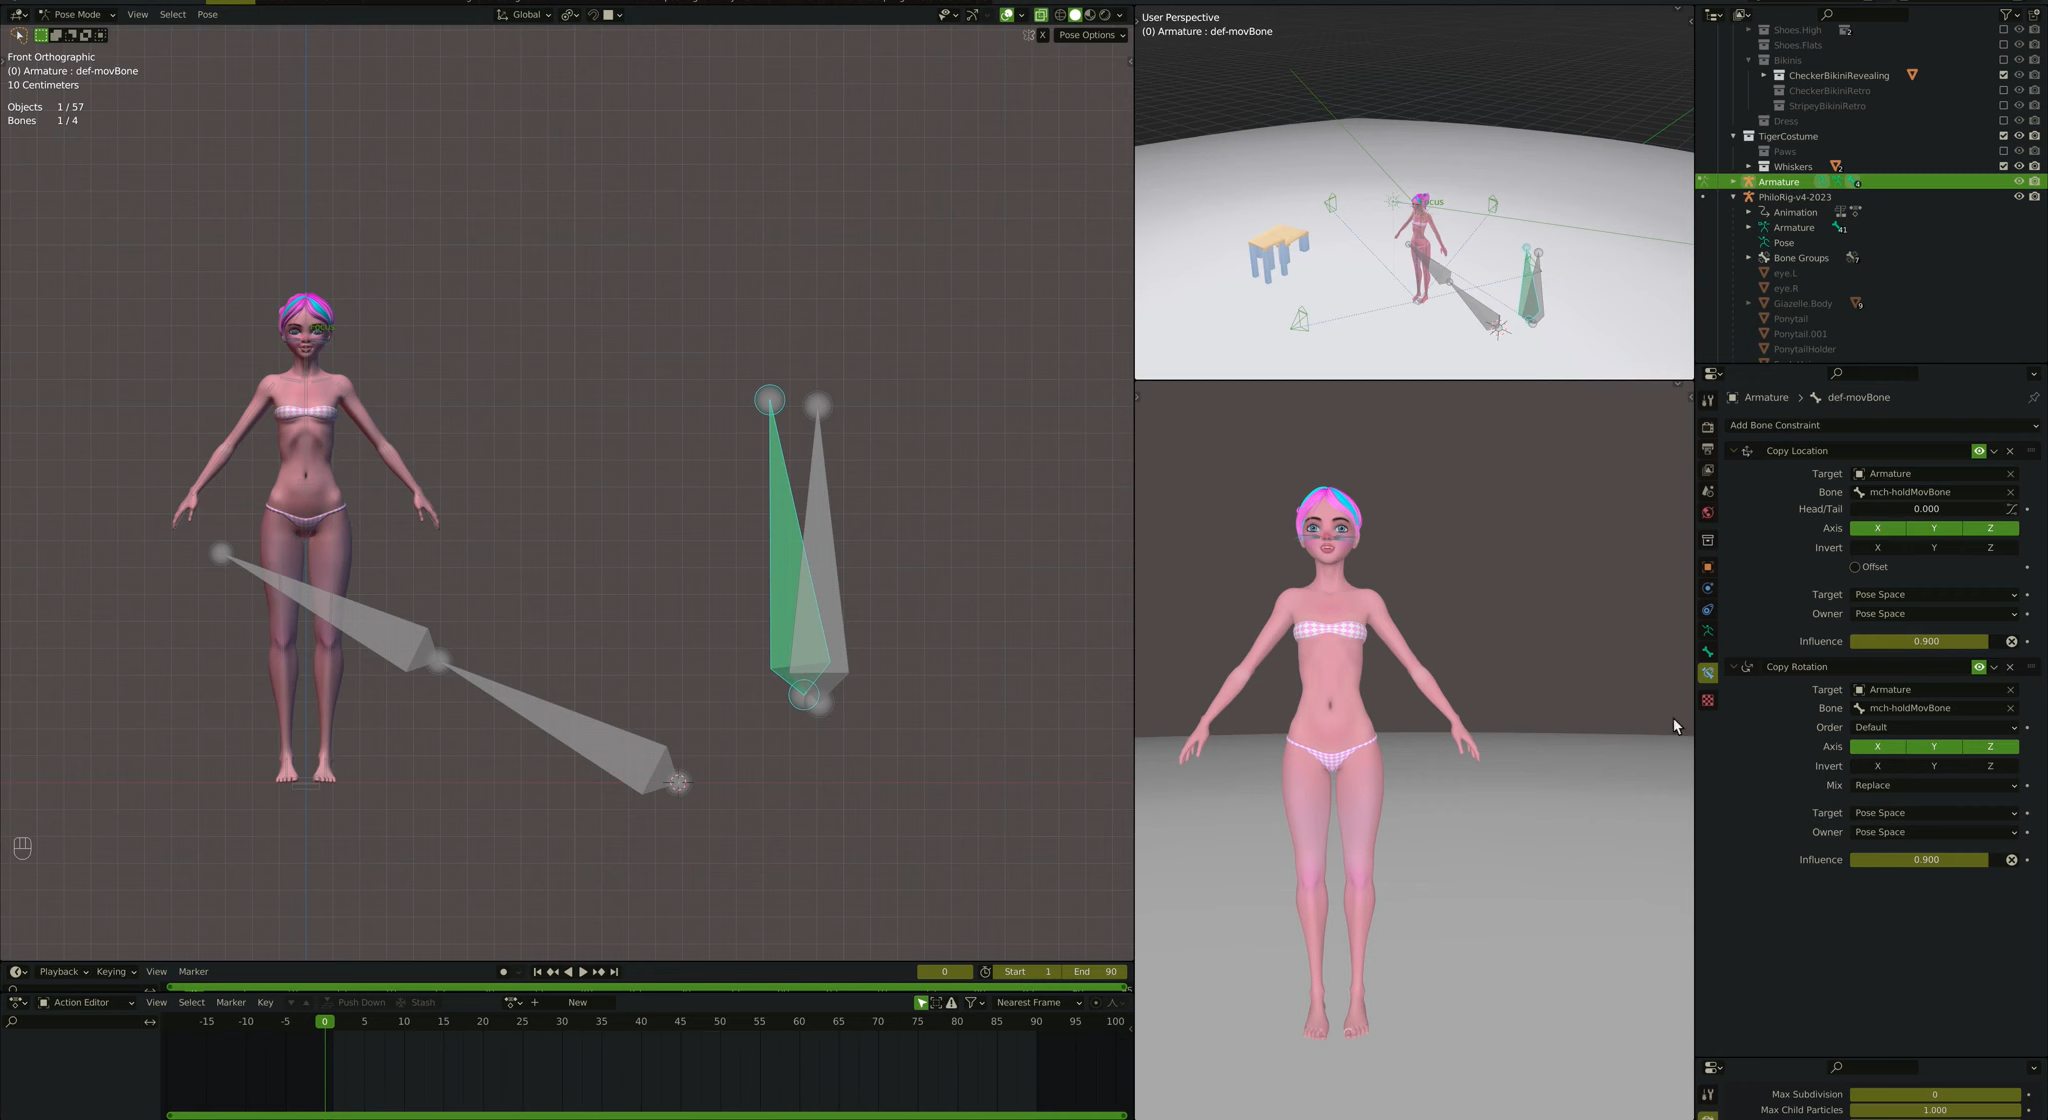 Pose Mode View Select Pose Global
X Pose Options
Front Orthographic
(0) Armature : def-movBone
10 Centimeters
Objects 1 / 57
Bones 1 / 4
User Perspective
(0) Armature : def-movBone
Shoes.High 2
Shoes.Flats
Bikinis
CheckerBikiniRevealing
CheckerBikiniRetro
StripeyBikiniRetro
Dress
TigerCostume
Paws
Whiskers 2
Armature 4
PhiloRig-v4-2023
Animation
Armature 41
Pose
Bone Groups 7
eye.L
eye.R
Giazelle.Body 9
Ponytail
Ponytail.001
PonytailHolder
Armature > def-movBone
Add Bone Constraint
Copy Location
Target Armature
Bone mch-holdMovBone
Head/Tail 0.000
Axis X Y Z
Invert X Y Z
Offset
Target Pose Space
Owner Pose Space
Influence 0.900
Copy Rotation
Target Armature
Bone mch-holdMovBone
Order Default
Axis X Y Z
Invert X Y Z
Mix Replace
Target Pose Space
Owner Pose Space
Influence 0.900
Playback Keying View Marker 0 Start 1 End 90
Action Editor View Select Marker Key Push Down Stash New Nearest Frame
-15 -10 -5 0 5 10 15 20 25 30 35 40 45 50 55 60 65 70 75 80 85 90 95 100
Max Subdivision 0
Max Child Particles 1.000